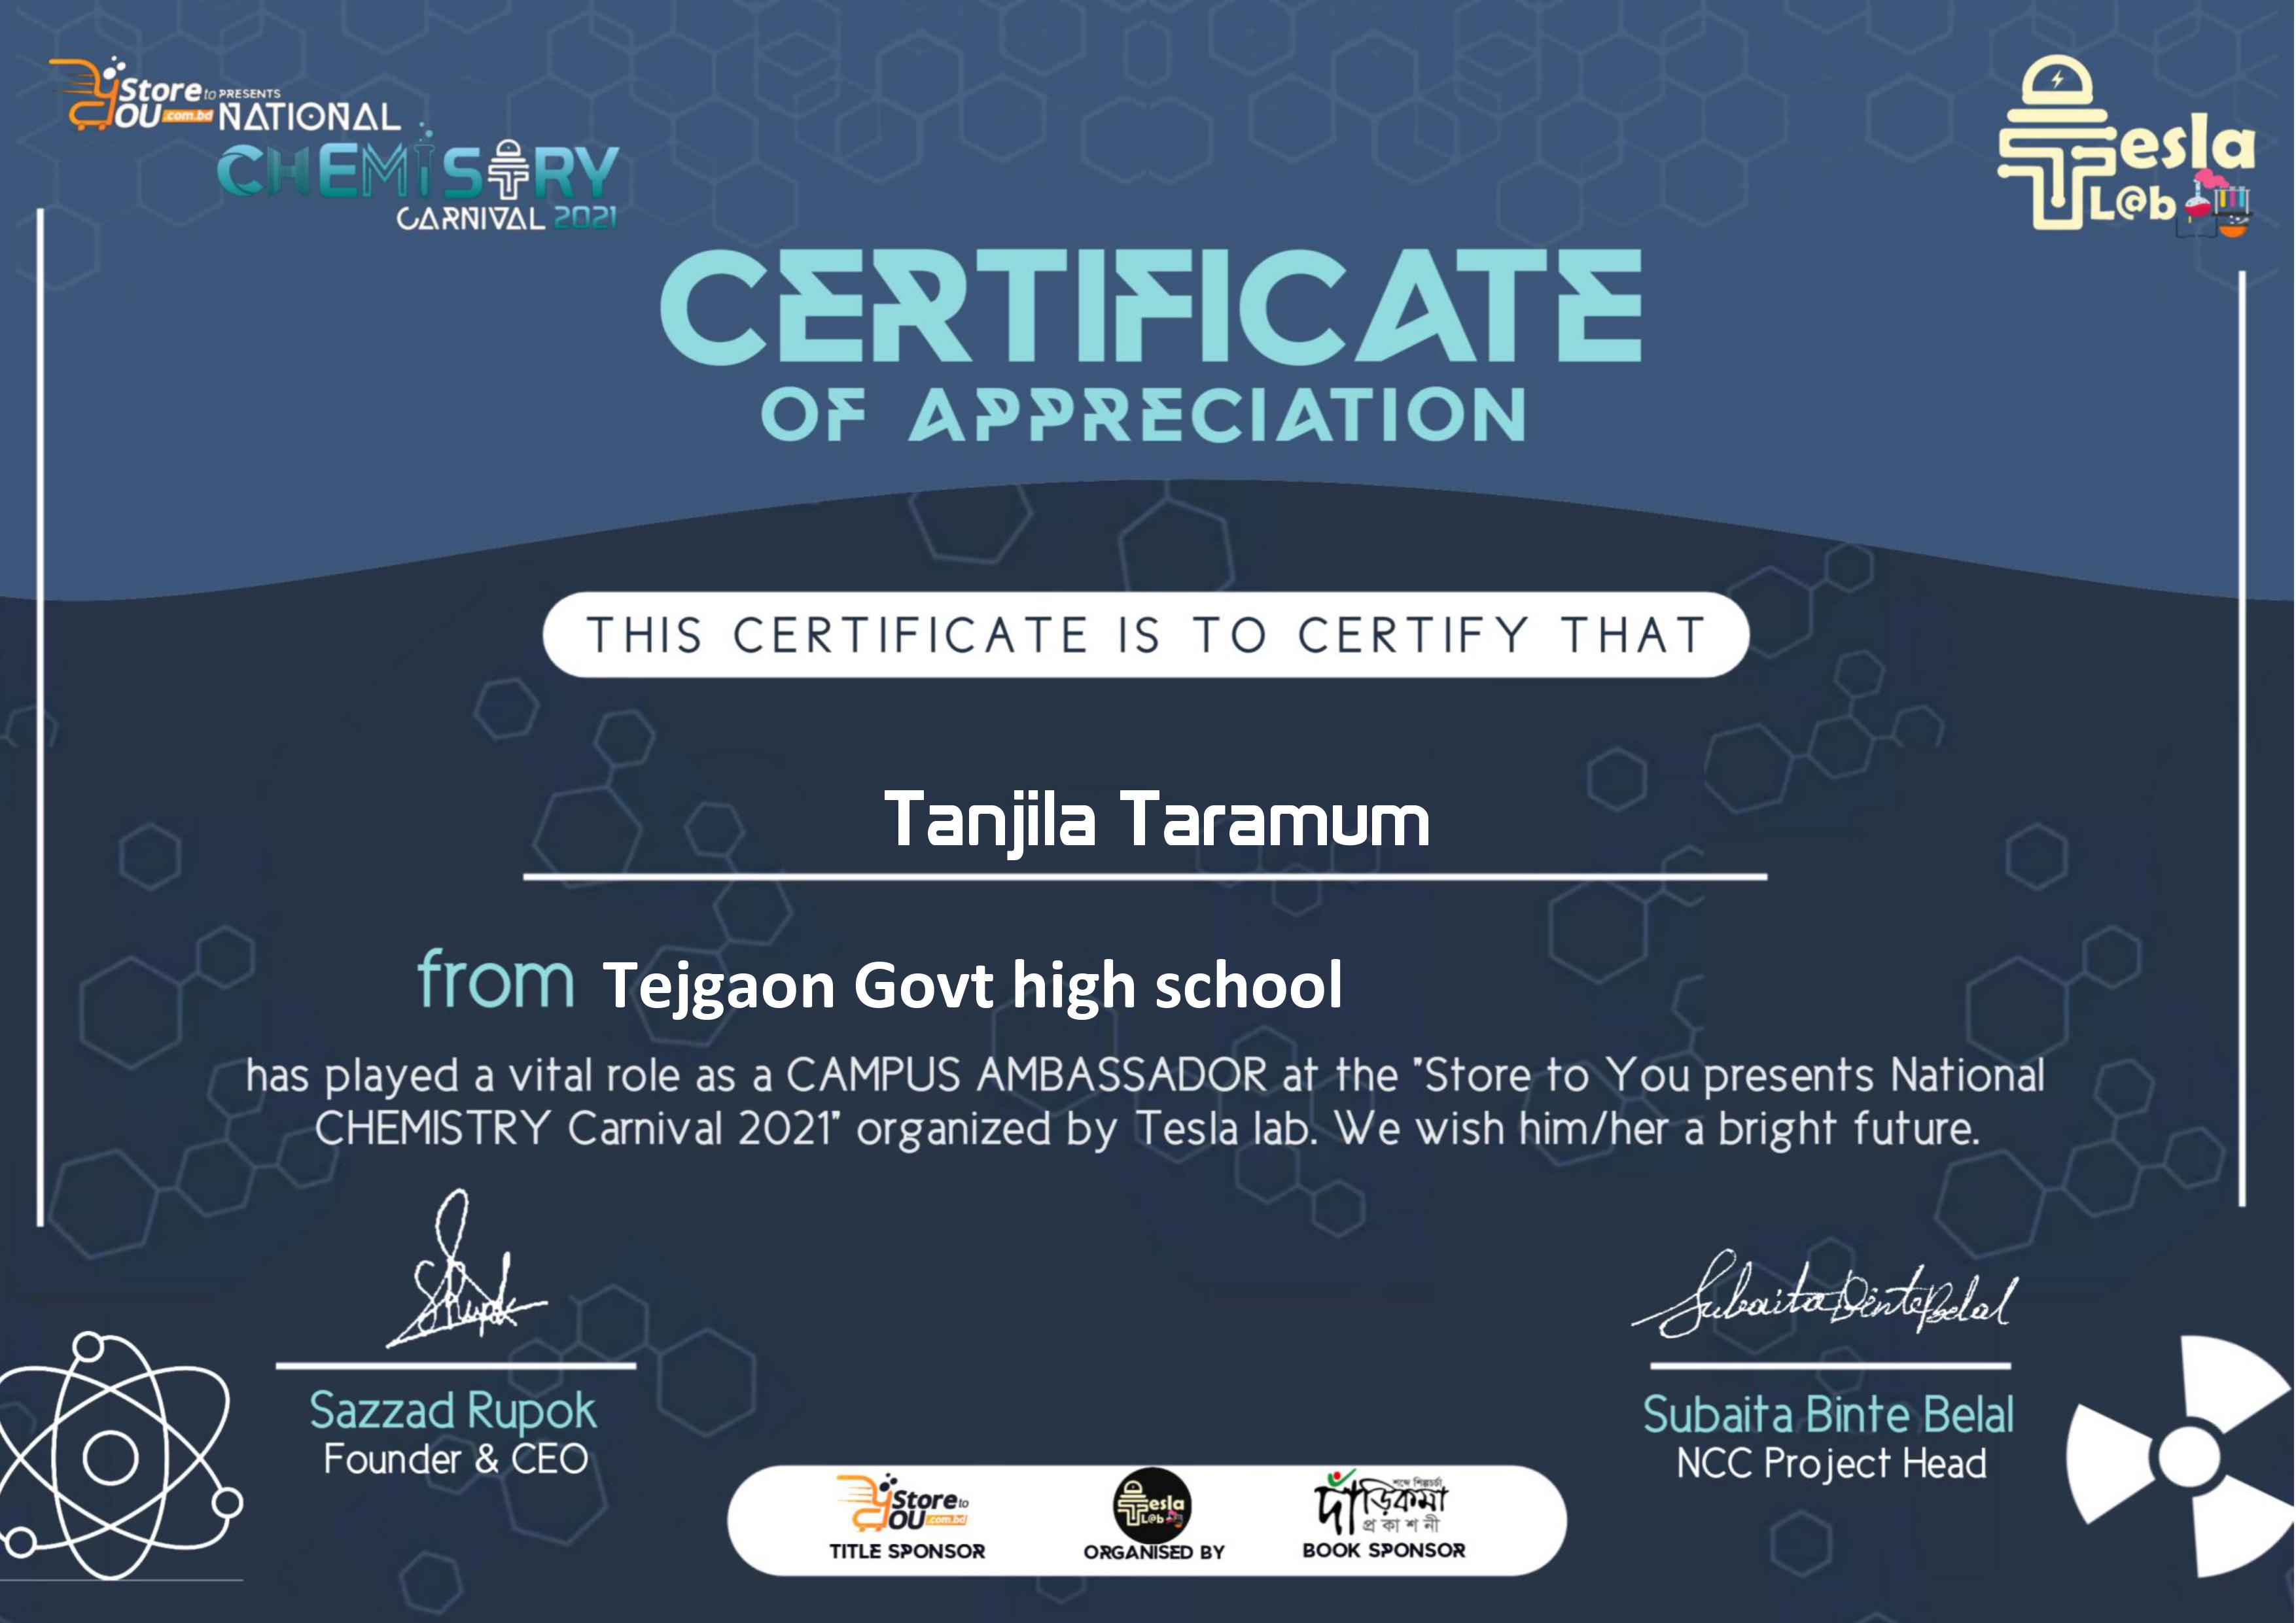 Store to PRESENTS
YOU .com.bd NATIONAL
CHEMISTRY
CARNIVAL 2021
Tesla
L@b
CERTIFICATE
OF APPRECIATION
THIS CERTIFICATE IS TO CERTIFY THAT
Tanjila Taramum
from Tejgaon Govt high school
has played a vital role as a CAMPUS AMBASSADOR at the "Store to You presents National
CHEMISTRY Carnival 2021" organized by Tesla lab. We wish him/her a bright future.
Subaita Binte Belal
Sazzad Rupok
Founder & CEO
Subaita Binte Belal
NCC Project Head
Store to
YOU .com.bd
TITLE SPONSOR
Tesla
L@b
ORGANISED BY
শব্দে শিল্পচর্চা
দাঁড়িকমা
প্রকাশনী
BOOK SPONSOR